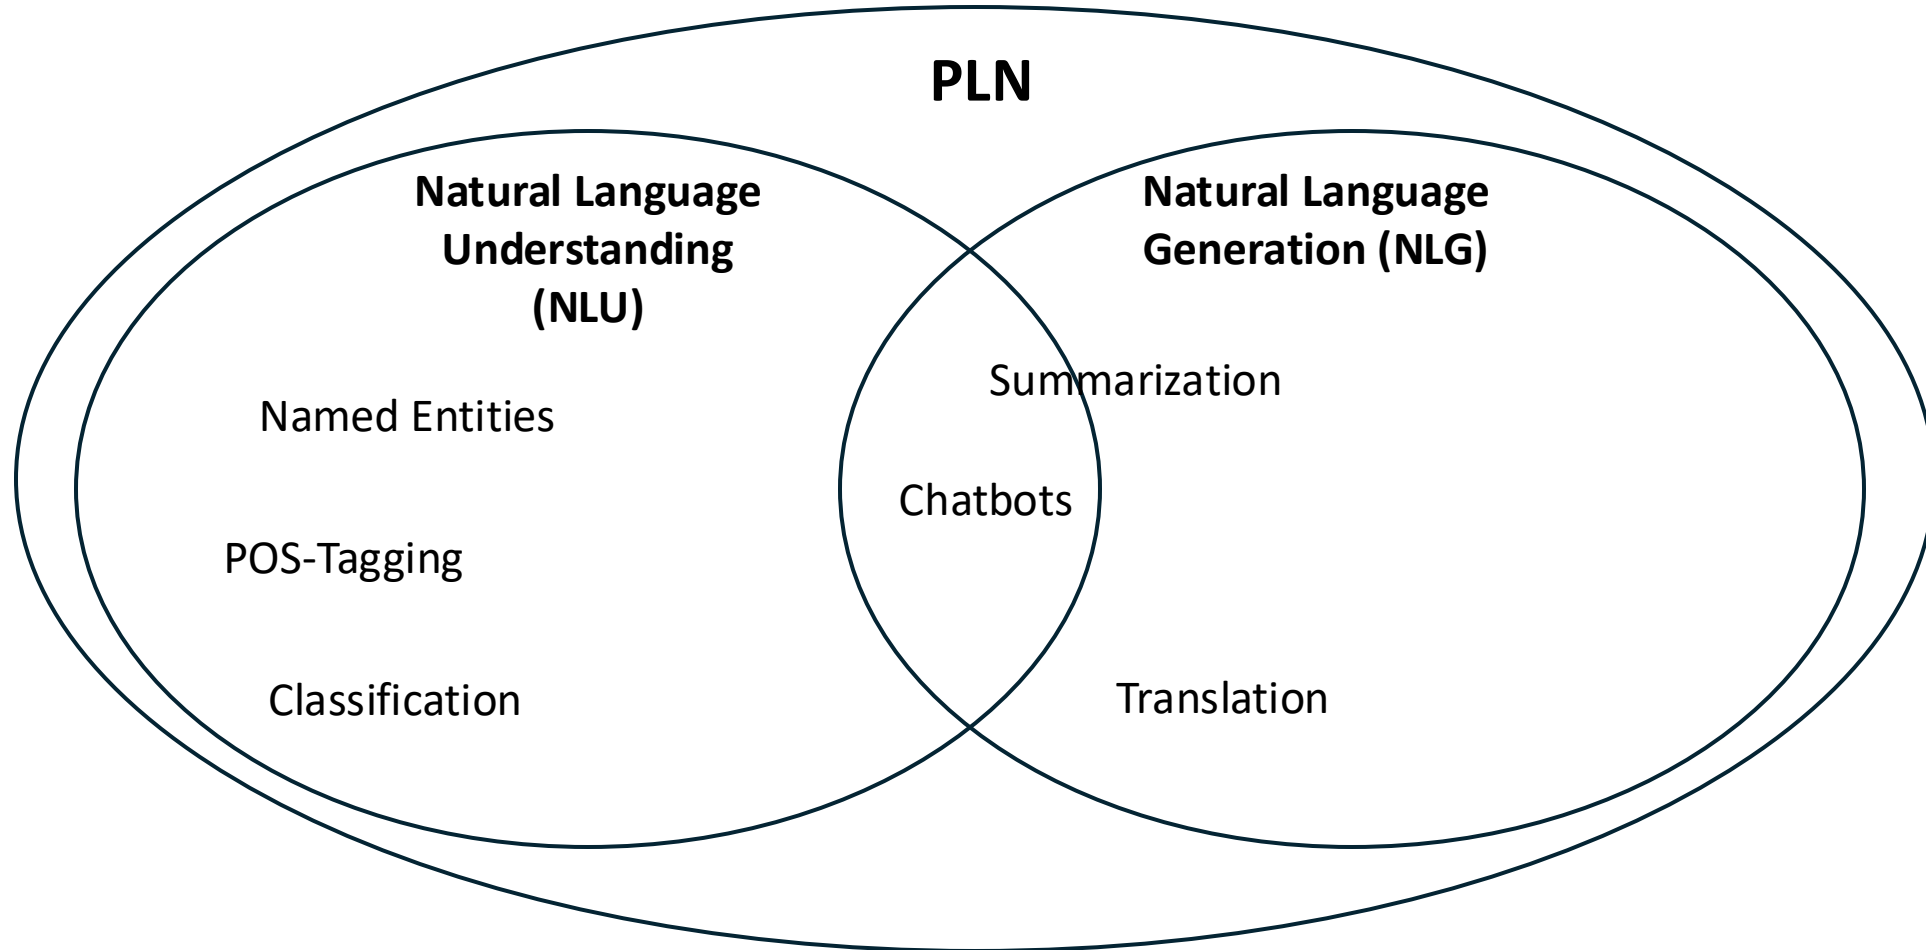 PLN
Natural Language
Understanding
(NLU)
Natural Language
Generation (NLG)
Named Entities
POS-Tagging
Classification
Summarization
Chatbots
Translation